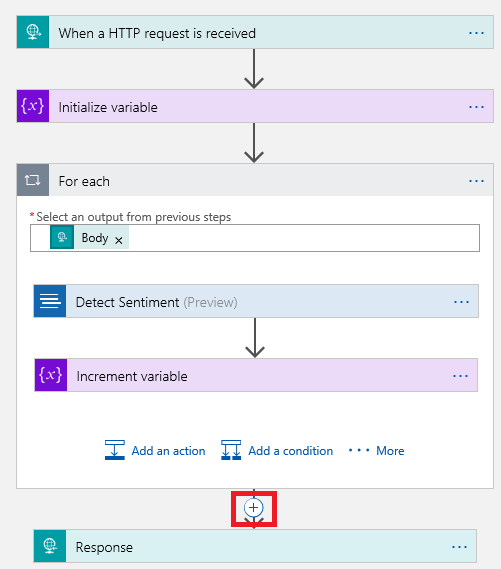 When a HTTP request is received
{x} Initialize variable
For each
*Select an output from previous steps
Body x
Detect Sentiment (Preview)
{x} Increment variable
Add an action Add a condition ··· More
Response